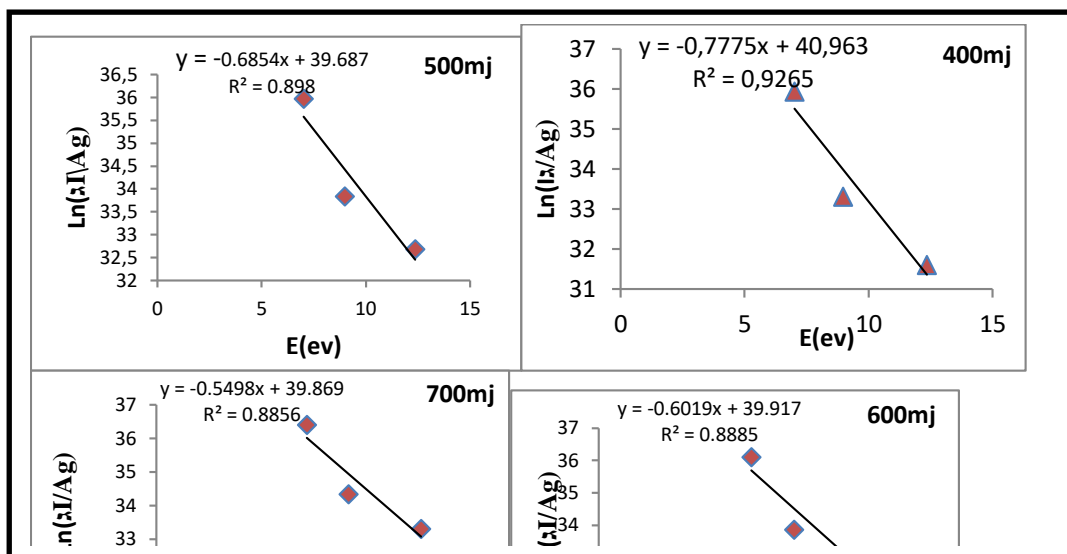 y = -0.6854x + 39.687
R² = 0.898
500mj
36,5
36
35,5
35
34,5
34
33,5
33
32,5
32
0 5 10 15
E(ev)
y = -0,7775x + 40,963
R² = 0,9265
400mj
37
36
35
34
33
32
31
0 5 10 15
E(ev)
y = -0.5498x + 39.869
R² = 0.8856
700mj
37
36
35
34
33
y = -0.6019x + 39.917
R² = 0.8885
600mj
37
36
35
34